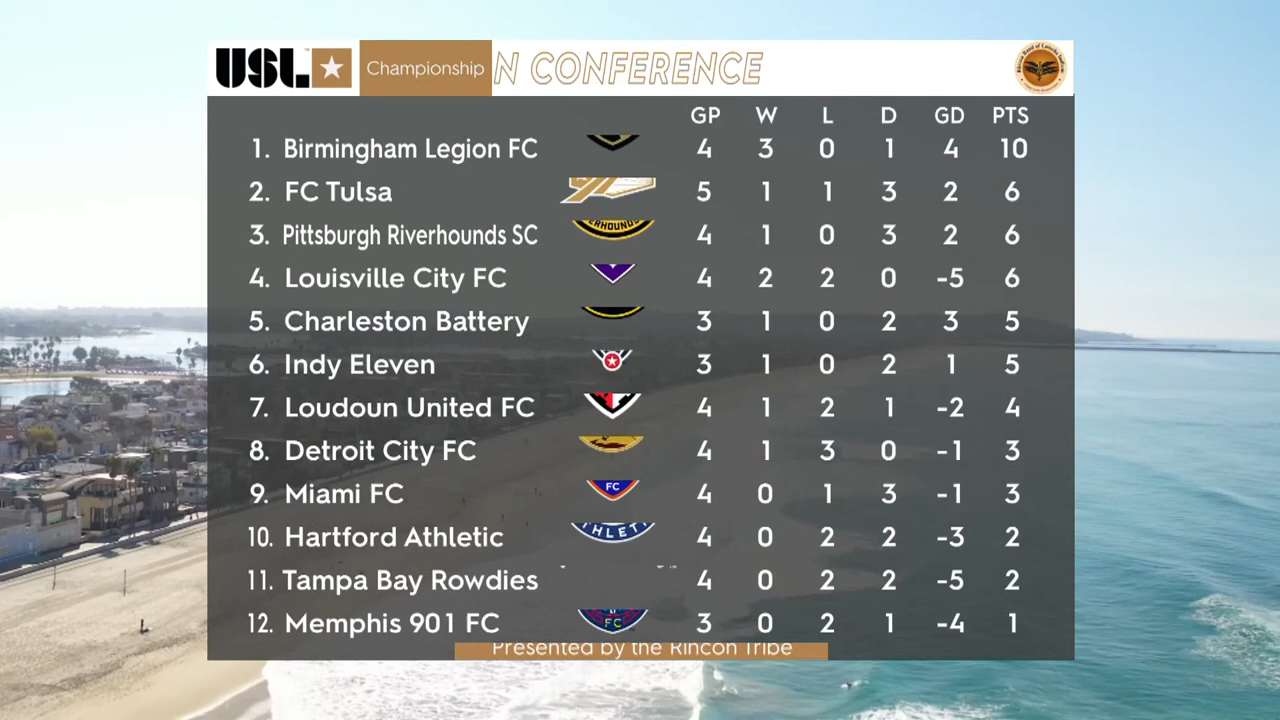 USL Championship N CONFERENCE
GP W L D GD PTS
1. Birmingham Legion FC 4 3 0 1 4 10
2. FC Tulsa 5 1 1 3 2 6
3. Pittsburgh Riverhounds SC 4 1 0 3 2 6
4. Louisville City FC 4 2 2 0 -5 6
5. Charleston Battery 3 1 0 2 3 5
6. Indy Eleven 3 1 0 2 1 5
7. Loudoun United FC 4 1 2 1 -2 4
8. Detroit City FC 4 1 3 0 -1 3
9. Miami FC FC 4 0 1 3 -1 3
10. Hartford Athletic 4 0 2 2 -3 2
11. Tampa Bay Rowdies 4 0 2 2 -5 2
12. Memphis 901 FC FC 3 0 2 1 -4 1
Presented by the Rincon Tribe